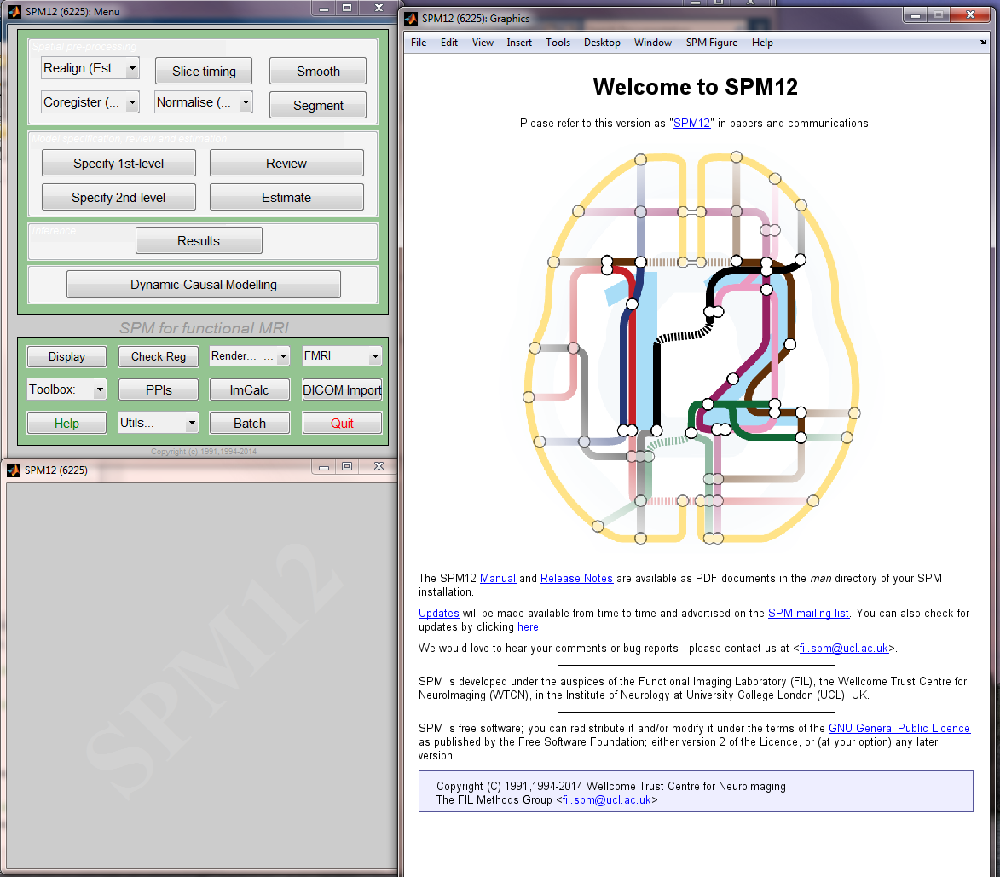 SPM12 (6225): Menu
Spatial pre-processing
Realign (Est...
Slice timing
Smooth
Coregister (...
Normalise (...
Segment
Model specification, review and estimation
Specify 1st-level
Review
Specify 2nd-level
Estimate
Inference
Results
Dynamic Causal Modelling
SPM for functional MRI
Display
Check Reg
Render... ...
FMRI
Toolbox:
PPIs
ImCalc
DICOM Import
Help
Utils...
Batch
Quit
Copyright (c) 1991,1994-2014
SPM12 (6225)
SPM12
SPM12 (6225): Graphics
File Edit View Insert Tools Desktop Window SPM Figure Help
Welcome to SPM12
Please refer to this version as "SPM12" in papers and communications.
The SPM12 Manual and Release Notes are available as PDF documents in the man directory of your SPM
installation.
Updates will be made available from time to time and advertised on the SPM mailing list. You can also check for
updates by clicking here.
We would love to hear your comments or bug reports - please contact us at <fil.spm@ucl.ac.uk>.
SPM is developed under the auspices of the Functional Imaging Laboratory (FIL), the Wellcome Trust Centre for
NeuroImaging (WTCN), in the Institute of Neurology at University College London (UCL), UK.
SPM is free software; you can redistribute it and/or modify it under the terms of the GNU General Public Licence
as published by the Free Software Foundation; either version 2 of the Licence, or (at your option) any later
version.
Copyright (C) 1991,1994-2014 Wellcome Trust Centre for Neuroimaging
The FIL Methods Group <fil.spm@ucl.ac.uk>